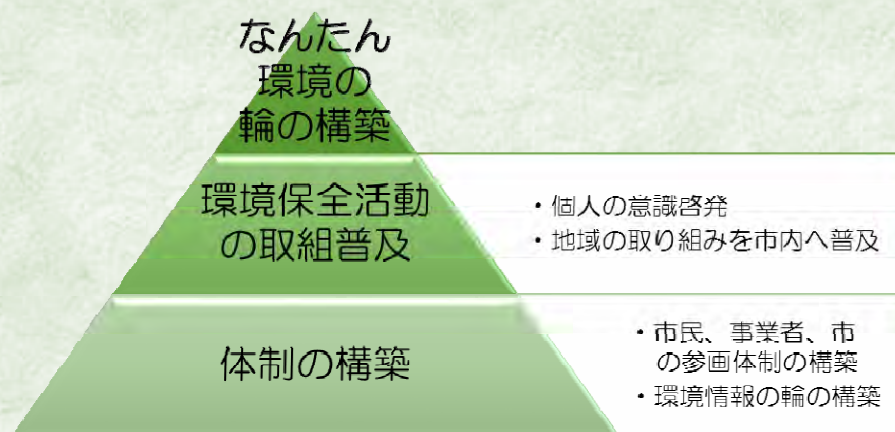 なんたん
環境の
輪の構築
環境保全活動
の取組普及
・個人の意識啓発
・地域の取り組みを市内へ普及
体制の構築
・市民、事業者、市
の参画体制の構築
・環境情報の輪の構築